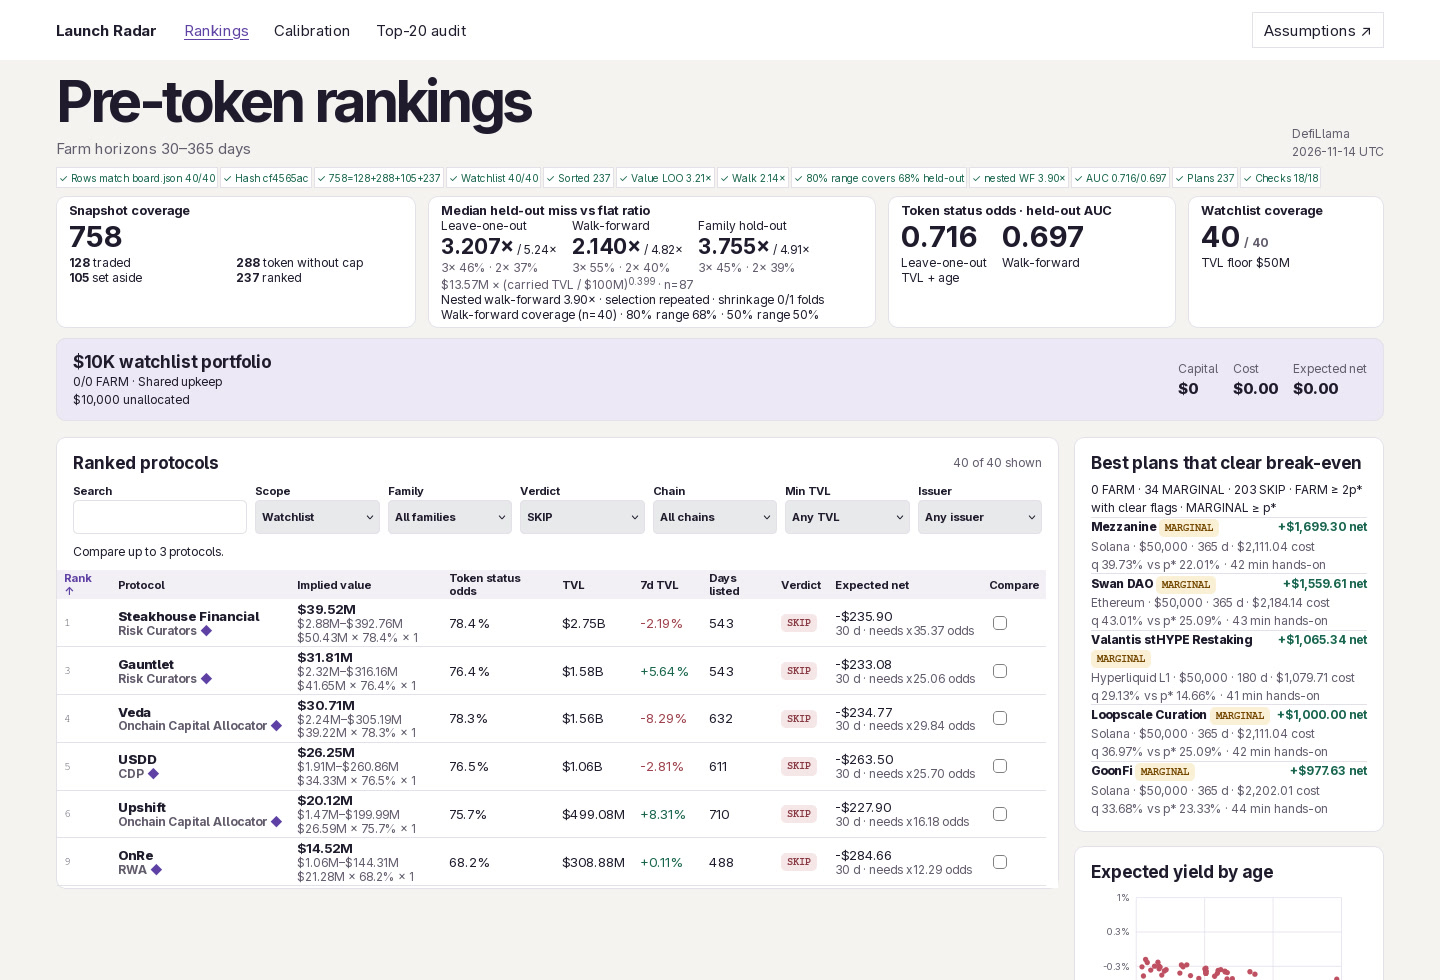 Launch Radar
Rankings
Calibration
Top-20 audit
Assumptions ↗
Pre-token rankings
Farm horizons 30–365 days
DefiLlama
2026-11-14 UTC
✓ Rows match board.json 40/40
✓ Hash cf4565ac
✓ 758=128+288+105+237
✓ Watchlist 40/40
✓ Sorted 237
✓ Value LOO 3.21×
✓ Walk 2.14×
✓ 80% range covers 68% held-out
✓ nested WF 3.90×
✓ AUC 0.716/0.697
✓ Plans 237
✓ Checks 18/18
Snapshot coverage
758
128 traded
288 token without cap
105 set aside
237 ranked
Median held-out miss vs flat ratio
Leave-one-out
Walk-forward
Family hold-out
3.207× / 5.24×
2.140× / 4.82×
3.755× / 4.91×
3× 46% · 2× 37%
3× 55% · 2× 40%
3× 45% · 2× 39%
$13.57M × (carried TVL / $100M)^0.399 · n=87
Nested walk-forward 3.90× · selection repeated · shrinkage 0/1 folds
Walk-forward coverage (n=40) · 80% range 68% · 50% range 50%
Token status odds · held-out AUC
0.716
0.697
Leave-one-out
Walk-forward
TVL + age
Watchlist coverage
40 / 40
TVL floor $50M
$10K watchlist portfolio
0/0 FARM · Shared upkeep
$10,000 unallocated
Capital
Cost
Expected net
$0
$0.00
$0.00
Ranked protocols
40 of 40 shown
Search
Scope
Family
Verdict
Chain
Min TVL
Issuer
Watchlist
All families
SKIP
All chains
Any TVL
Any issuer
Compare up to 3 protocols.
Rank ↑
Protocol
Implied value
Token status odds
TVL
7d TVL
Days listed
Verdict
Expected net
Compare
1
Steakhouse Financial
Risk Curators ◆
$39.52M
$2.88M–$392.76M
$50.43M × 78.4% × 1
78.4%
$2.75B
-2.19%
543
SKIP
-$235.90
30 d · needs x35.37 odds
3
Gauntlet
Risk Curators ◆
$31.81M
$2.32M–$316.16M
$41.65M × 76.4% × 1
76.4%
$1.58B
+5.64%
543
SKIP
-$233.08
30 d · needs x25.06 odds
4
Veda
Onchain Capital Allocator ◆
$30.71M
$2.24M–$305.19M
$39.22M × 78.3% × 1
78.3%
$1.56B
-8.29%
632
SKIP
-$234.77
30 d · needs x29.84 odds
5
USDD
CDP ◆
$26.25M
$1.91M–$260.86M
$34.33M × 76.5% × 1
76.5%
$1.06B
-2.81%
611
SKIP
-$263.50
30 d · needs x25.70 odds
6
Upshift
Onchain Capital Allocator ◆
$20.12M
$1.47M–$199.99M
$26.59M × 75.7% × 1
75.7%
$499.08M
+8.31%
710
SKIP
-$227.90
30 d · needs x16.18 odds
9
OnRe
RWA ◆
$14.52M
$1.06M–$144.31M
$21.28M × 68.2% × 1
68.2%
$308.88M
+0.11%
488
SKIP
-$284.66
30 d · needs x12.29 odds
Best plans that clear break-even
0 FARM · 34 MARGINAL · 203 SKIP · FARM ≥ 2p*
with clear flags · MARGINAL ≥ p*
Mezzanine MARGINAL +$1,699.30 net
Solana · $50,000 · 365 d · $2,111.04 cost
q 39.73% vs p* 22.01% · 42 min hands-on
Swan DAO MARGINAL +$1,559.61 net
Ethereum · $50,000 · 365 d · $2,184.14 cost
q 43.01% vs p* 25.09% · 43 min hands-on
Valantis stHYPE Restaking +$1,065.34 net
MARGINAL
Hyperliquid L1 · $50,000 · 180 d · $1,079.71 cost
q 29.13% vs p* 14.66% · 41 min hands-on
Loopscale Curation MARGINAL +$1,000.00 net
Solana · $50,000 · 365 d · $2,111.04 cost
q 36.97% vs p* 25.09% · 42 min hands-on
GoonFi MARGINAL +$977.63 net
Solana · $50,000 · 365 d · $2,202.01 cost
q 33.68% vs p* 23.33% · 44 min hands-on
Expected yield by age
1%
0.3%
-0.3%